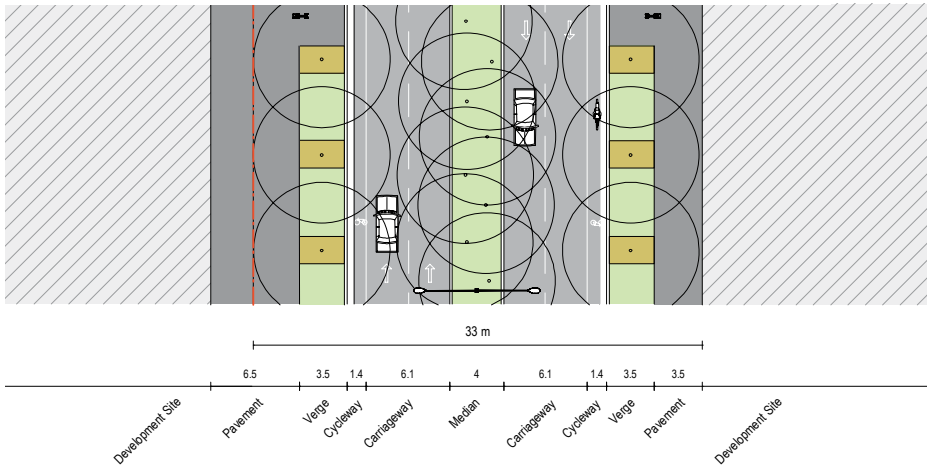 33 m
6.5 3.5 1.4 6.1 4 6.1 1.4 3.5 3.5
Development Site Pavement Verge Cycleway Carriageway Median Carriageway Cycleway Verge Pavement Development Site